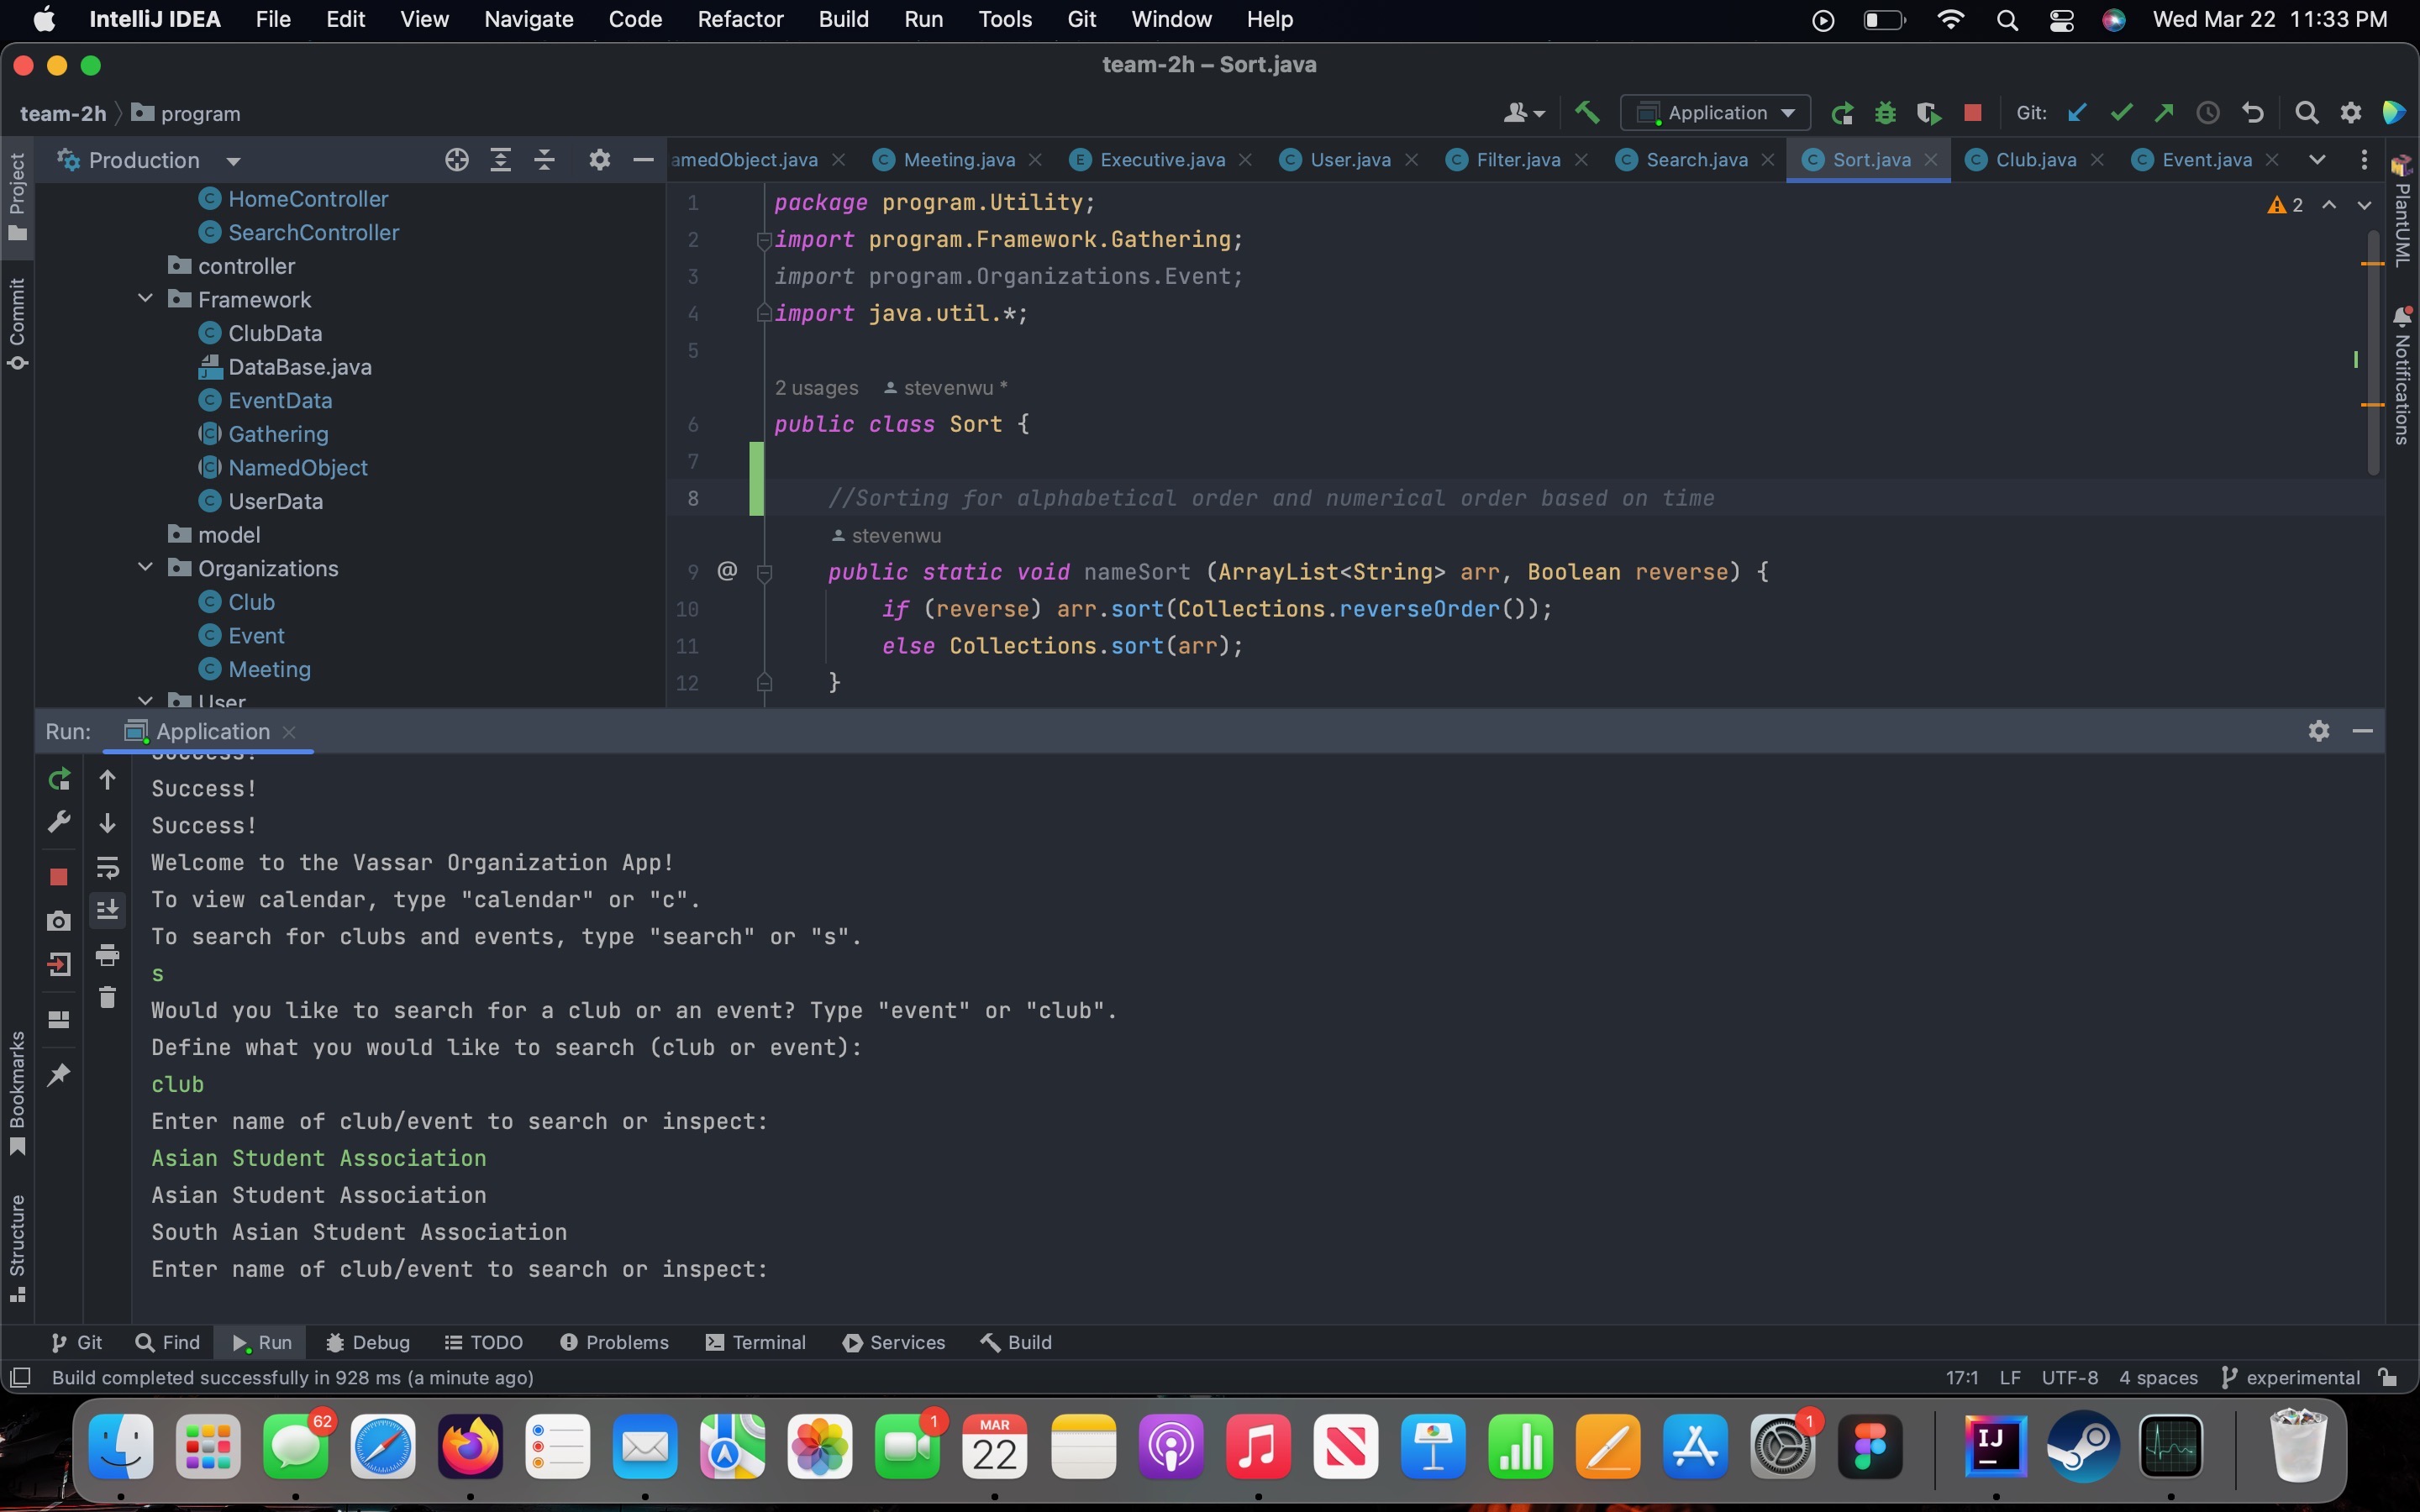 IntelliJ IDEA File Edit View Navigate Code Refactor Build Run Tools Git Window Help Wed Mar 22 11:33 PM
team-2h – Sort.java
team-2h program Application Git:
Production
amedObject.java Meeting.java Executive.java User.java Filter.java Search.java Sort.java Club.java Event.java
Project
Commit
Bookmarks
Structure
HomeController
SearchController
controller
Framework
ClubData
DataBase.java
EventData
Gathering
NamedObject
UserData
model
Organizations
Club
Event
Meeting
User
1 package program.Utility;
2 import program.Framework.Gathering;
3 import program.Organizations.Event;
4 import java.util.*;
5
2 usages stevenwu *
6 public class Sort {
7
8 //Sorting for alphabetical order and numerical order based on time
stevenwu
9 @ public static void nameSort (ArrayList<String> arr, Boolean reverse) {
10 if (reverse) arr.sort(Collections.reverseOrder());
11 else Collections.sort(arr);
12 }
2
PlantUML
Notifications
Run: Application
Success!
Success!
Success!
Welcome to the Vassar Organization App!
To view calendar, type "calendar" or "c".
To search for clubs and events, type "search" or "s".
s
Would you like to search for a club or an event? Type "event" or "club".
Define what you would like to search (club or event):
club
Enter name of club/event to search or inspect:
Asian Student Association
Asian Student Association
South Asian Student Association
Enter name of club/event to search or inspect:
Git Find Run Debug TODO Problems Terminal Services Build
Build completed successfully in 928 ms (a minute ago) 17:1 LF UTF-8 4 spaces experimental
62 1 MAR 22 1 IJ